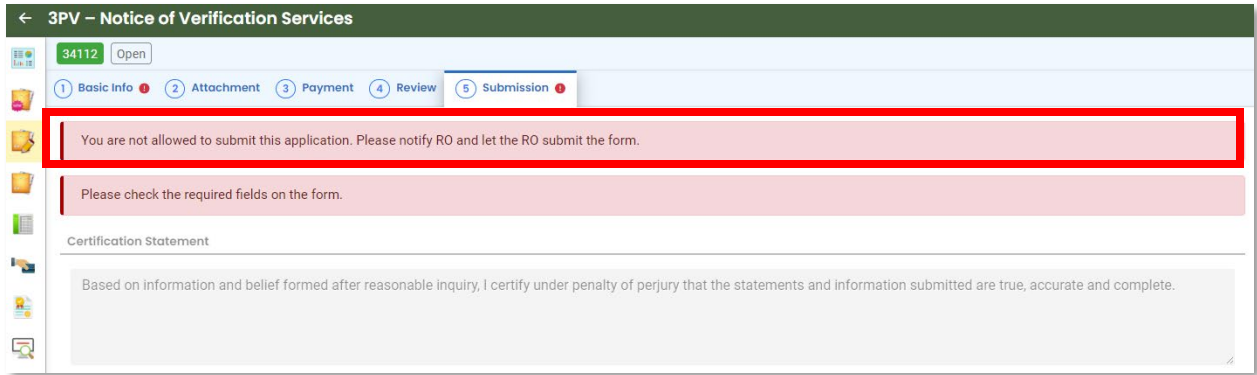 ← 3PV – Notice of Verification Services
34112 Open
1 Basic Info 2 Attachment 3 Payment 4 Review 5 Submission
You are not allowed to submit this application. Please notify RO and let the RO submit the form.
Please check the required fields on the form.
Certification Statement
Based on information and belief formed after reasonable inquiry, I certify under penalty of perjury that the statements and information submitted are true, accurate and complete.